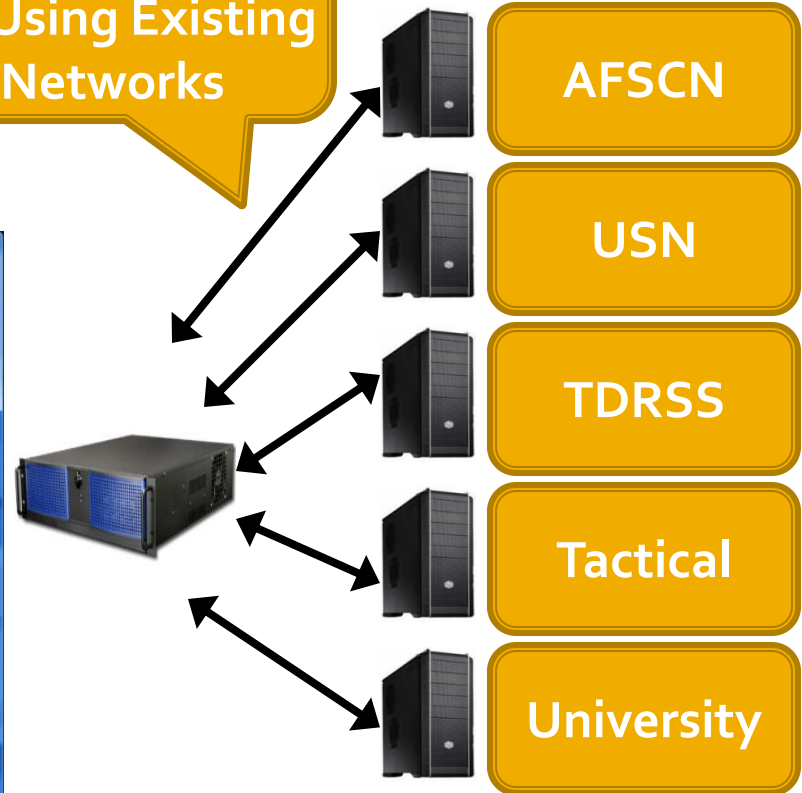 Using Existing
Networks
AFSCN
USN
TDRSS
Tactical
University